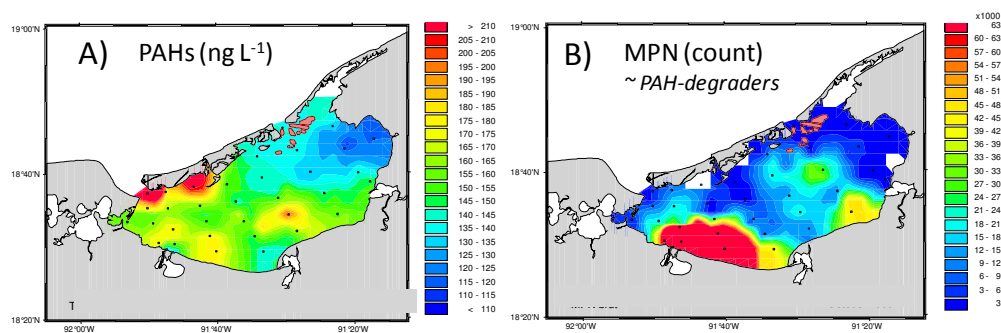 A) PAHs (ng L-1)
19°00'N
18°40'N
18°20'N
92°00'W
91°40'W
91°20'W
T
> 210
205 - 210
200 - 205
195 - 200
190 - 195
185 - 190
180 - 185
175 - 180
170 - 175
165 - 170
160 - 165
155 - 160
150 - 155
145 - 150
140 - 145
135 - 140
130 - 135
125 - 130
120 - 125
115 - 120
110 - 115
< 110
B) MPN (count)
~ PAH-degraders
19°00'N
18°40'N
18°20'N
92°00'W
91°40'W
91°20'W
x1000
63
60 - 63
57 - 60
54 - 57
51 - 54
48 - 51
45 - 48
42 - 45
39 - 42
36 - 39
33 - 36
30 - 33
27 - 30
24 - 27
21 - 24
18 - 21
15 - 18
12 - 15
9 - 12
6 - 9
3 - 6
3